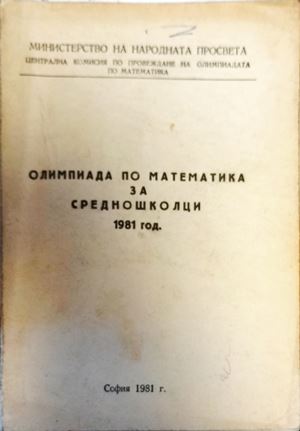 МИНИСТЕРСТВО НА НАРОДНАТА ПРОСВЕТА
ЦЕНТРАЛНА КОМИСИЯ ПО ПРОВЕЖДАНЕ НА ОЛИМПИАДАТА
ПО МАТЕМАТИКА
ОЛИМПИАДА ПО МАТЕМАТИКА
ЗА
СРЕДНОШКОЛЦИ
1981 год.
София 1981 г.